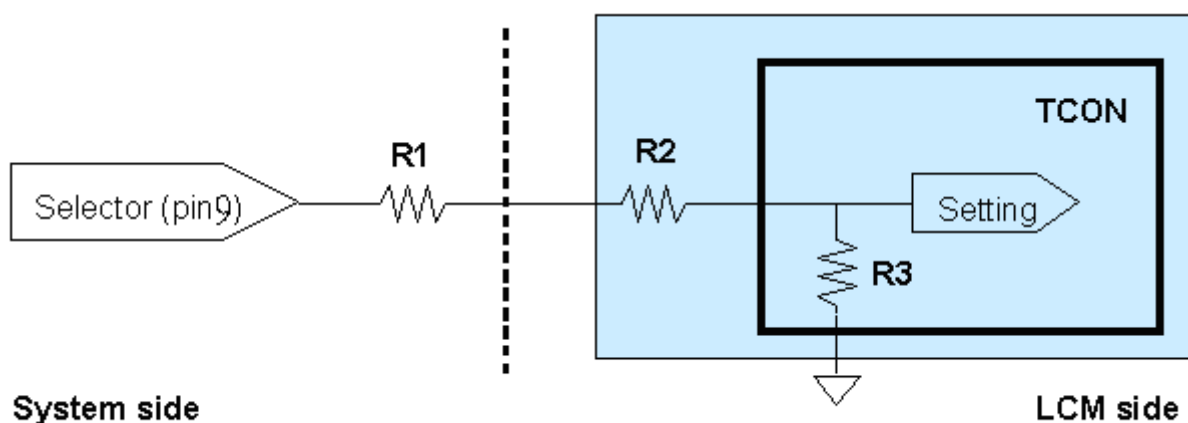 TCON
R1
R2
Selector (pin9)
Setting
R3
System side
LCM side